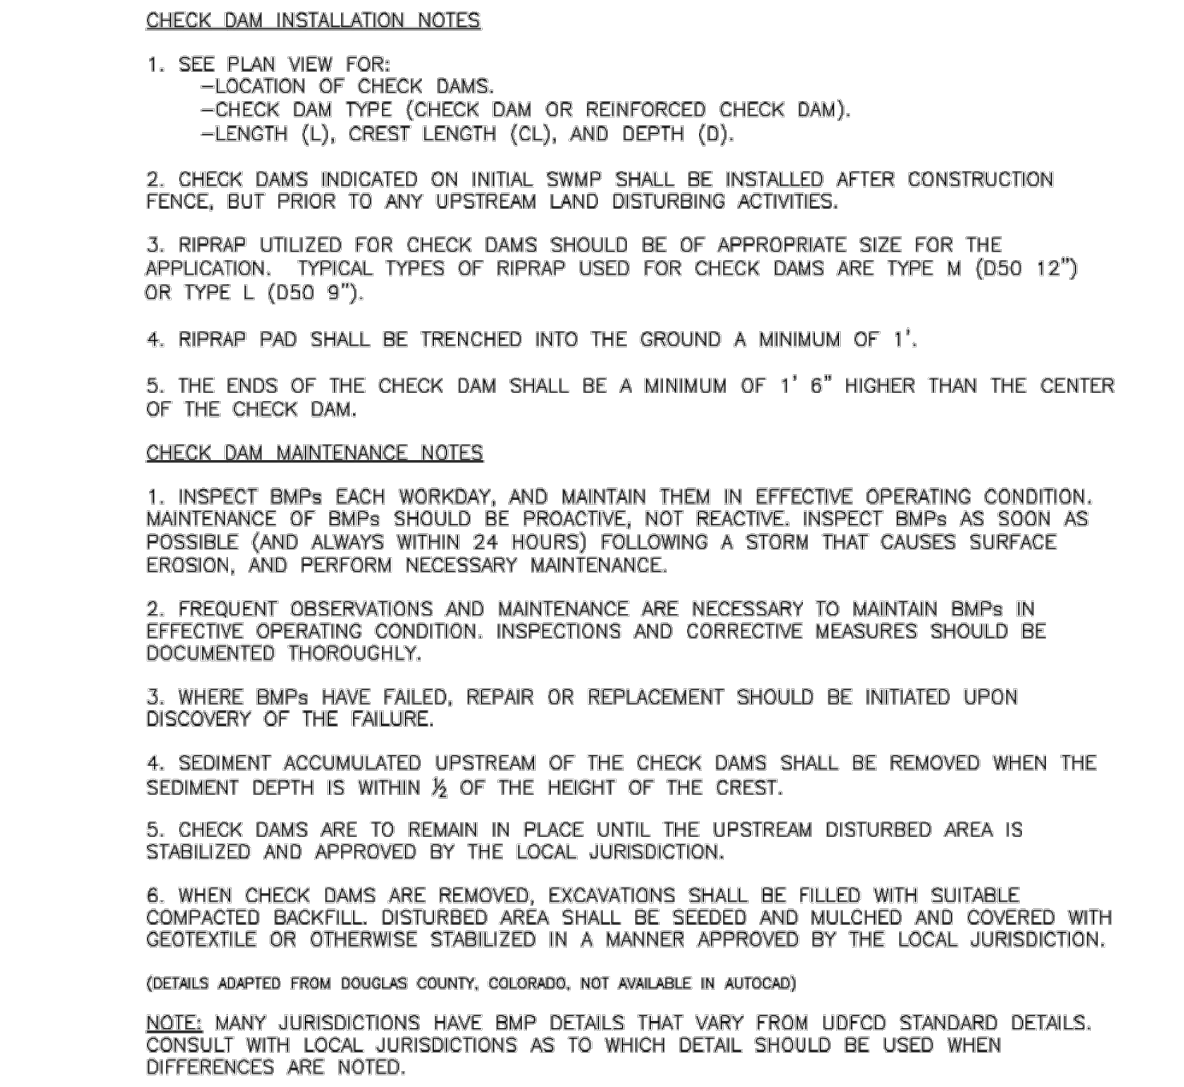 CHECK DAM INSTALLATION NOTES
1. SEE PLAN VIEW FOR:
-LOCATION OF CHECK DAMS.
-CHECK DAM TYPE (CHECK DAM OR REINFORCED CHECK DAM).
-LENGTH (L), CREST LENGTH (CL), AND DEPTH (D).
2. CHECK DAMS INDICATED ON INITIAL SWMP SHALL BE INSTALLED AFTER CONSTRUCTION
FENCE, BUT PRIOR TO ANY UPSTREAM LAND DISTURBING ACTIVITIES.
3. RIPRAP UTILIZED FOR CHECK DAMS SHOULD BE OF APPROPRIATE SIZE FOR THE
APPLICATION. TYPICAL TYPES OF RIPRAP USED FOR CHECK DAMS ARE TYPE M (D50 12")
OR TYPE L (D50 9").
4. RIPRAP PAD SHALL BE TRENCHED INTO THE GROUND A MINIMUM OF 1'.
5. THE ENDS OF THE CHECK DAM SHALL BE A MINIMUM OF 1' 6" HIGHER THAN THE CENTER
OF THE CHECK DAM.
CHECK DAM MAINTENANCE NOTES
1. INSPECT BMPs EACH WORKDAY, AND MAINTAIN THEM IN EFFECTIVE OPERATING CONDITION.
MAINTENANCE OF BMPs SHOULD BE PROACTIVE, NOT REACTIVE. INSPECT BMPs AS SOON AS
POSSIBLE (AND ALWAYS WITHIN 24 HOURS) FOLLOWING A STORM THAT CAUSES SURFACE
EROSION, AND PERFORM NECESSARY MAINTENANCE.
2. FREQUENT OBSERVATIONS AND MAINTENANCE ARE NECESSARY TO MAINTAIN BMPs IN
EFFECTIVE OPERATING CONDITION. INSPECTIONS AND CORRECTIVE MEASURES SHOULD BE
DOCUMENTED THOROUGHLY.
3. WHERE BMPs HAVE FAILED, REPAIR OR REPLACEMENT SHOULD BE INITIATED UPON
DISCOVERY OF THE FAILURE.
4. SEDIMENT ACCUMULATED UPSTREAM OF THE CHECK DAMS SHALL BE REMOVED WHEN THE
SEDIMENT DEPTH IS WITHIN ½ OF THE HEIGHT OF THE CREST.
5. CHECK DAMS ARE TO REMAIN IN PLACE UNTIL THE UPSTREAM DISTURBED AREA IS
STABILIZED AND APPROVED BY THE LOCAL JURISDICTION.
6. WHEN CHECK DAMS ARE REMOVED, EXCAVATIONS SHALL BE FILLED WITH SUITABLE
COMPACTED BACKFILL. DISTURBED AREA SHALL BE SEEDED AND MULCHED AND COVERED WITH
GEOTEXTILE OR OTHERWISE STABILIZED IN A MANNER APPROVED BY THE LOCAL JURISDICTION.
(DETAILS ADAPTED FROM DOUGLAS COUNTY, COLORADO, NOT AVAILABLE IN AUTOCAD)
NOTE: MANY JURISDICTIONS HAVE BMP DETAILS THAT VARY FROM UDFCD STANDARD DETAILS.
CONSULT WITH LOCAL JURISDICTIONS AS TO WHICH DETAIL SHOULD BE USED WHEN
DIFFERENCES ARE NOTED.